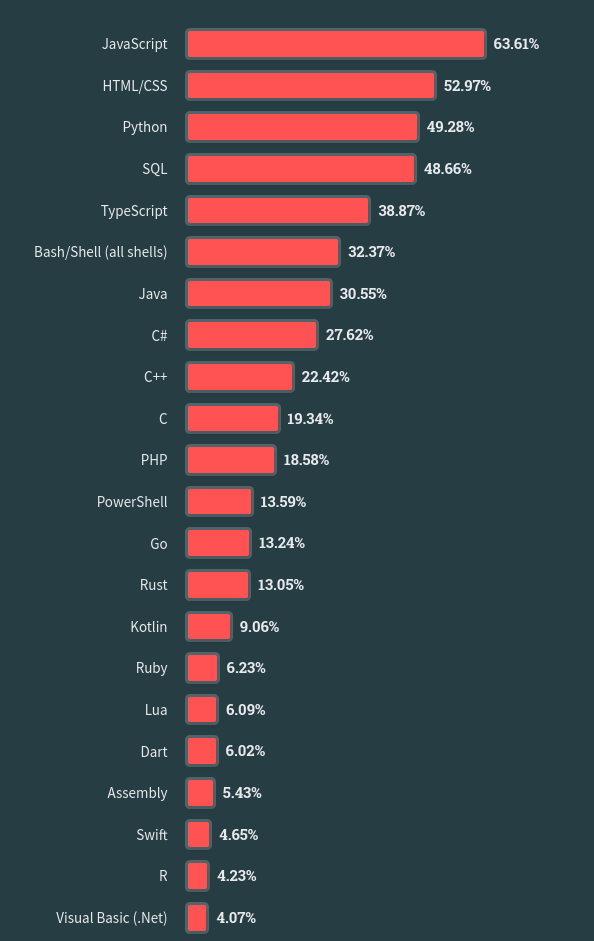 JavaScript 63.61%
HTML/CSS 52.97%
Python 49.28%
SQL 48.66%
TypeScript 38.87%
Bash/Shell (all shells) 32.37%
Java 30.55%
C# 27.62%
C++ 22.42%
C 19.34%
PHP 18.58%
PowerShell 13.59%
Go 13.24%
Rust 13.05%
Kotlin 9.06%
Ruby 6.23%
Lua 6.09%
Dart 6.02%
Assembly 5.43%
Swift 4.65%
R 4.23%
Visual Basic (.Net) 4.07%